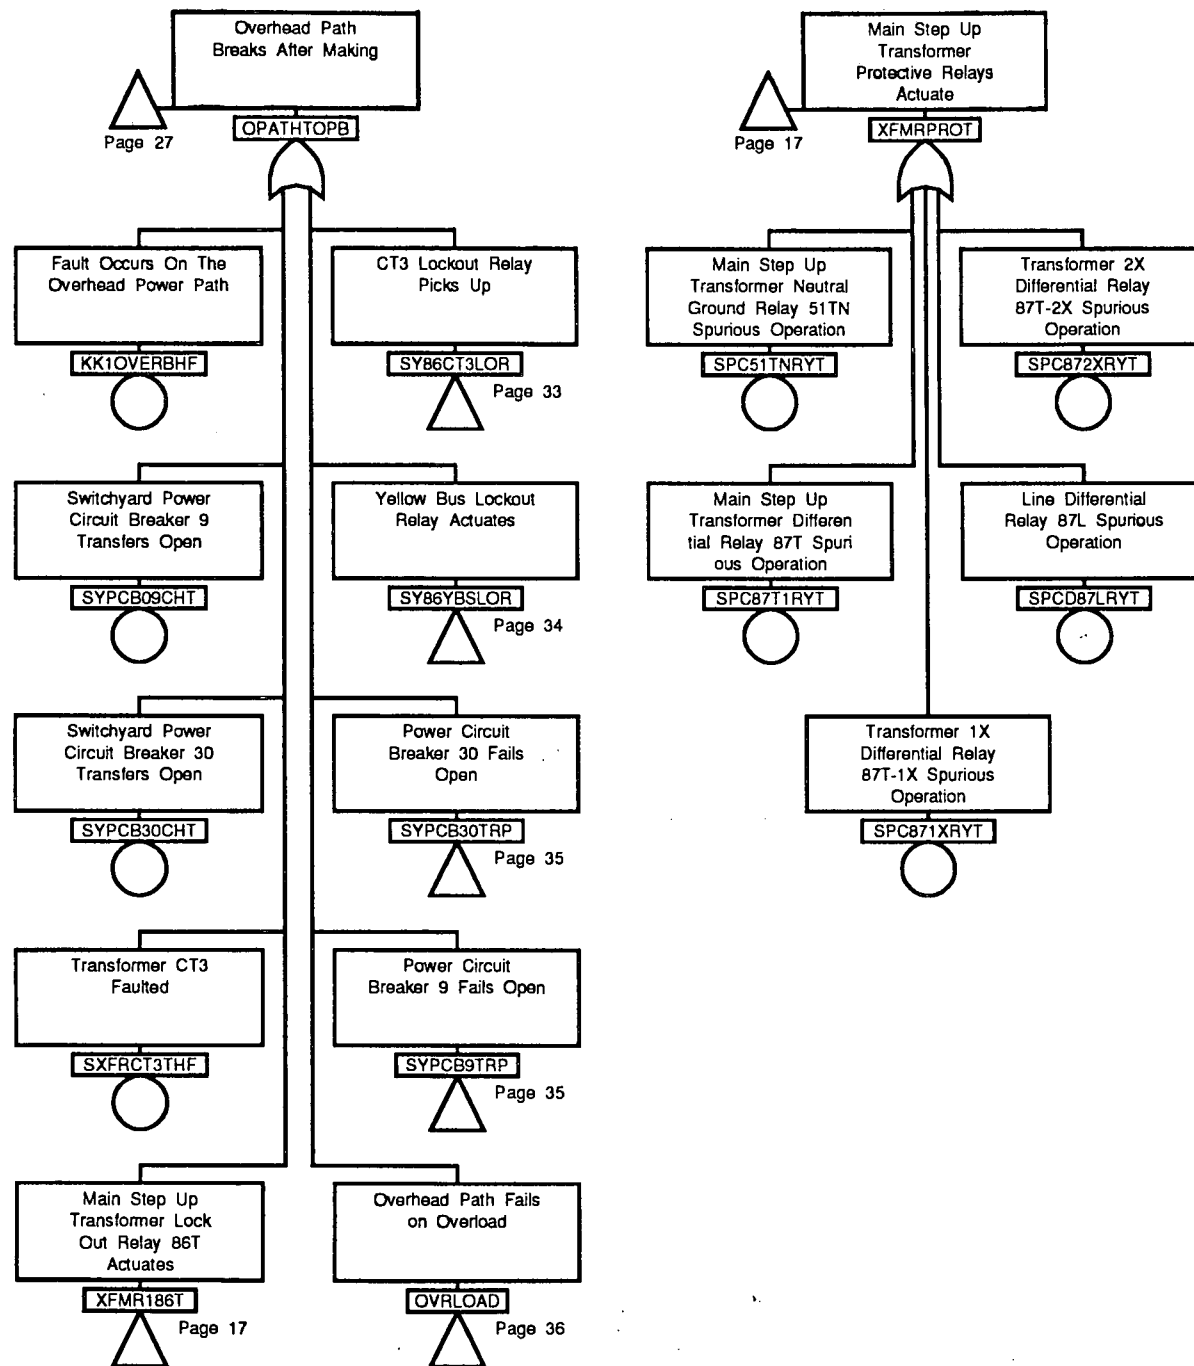 Overhead Path
Breaks After Making
Page 27
OPATHTOPB
Fault Occurs On The
Overhead Power Path
KK1OVERBHF
CT3 Lockout Relay
Picks Up
SY86CT3LOR
Page 33
Switchyard Power
Circuit Breaker 9
Transfers Open
SYPCB09CHT
Yellow Bus Lockout
Relay Actuates
SY86YBSLOR
Page 34
Switchyard Power
Circuit Breaker 30
Transfers Open
SYPCB30CHT
Power Circuit
Breaker 30 Fails
Open
SYPCB30TRP
Page 35
Transformer CT3
Faulted
SXFRCT3THF
Power Circuit
Breaker 9 Fails Open
SYPCB9TRP
Page 35
Main Step Up
Transformer Lock
Out Relay 86T
Actuates
XFMR186T
Page 17
Overhead Path Fails
on Overload
OVRLOAD
Page 36
Main Step Up
Transformer
Protective Relays
Actuate
Page 17
XFMRPROT
Main Step Up
Transformer Neutral
Ground Relay 51TN
Spurious Operation
SPC51TNRYT
Transformer 2X
Differential Relay
87T-2X Spurious
Operation
SPC872XRYT
Main Step Up
Transformer Differen
tial Relay 87T Spuri
ous Operation
SPC87T1RYT
Line Differential
Relay 87L Spurious
Operation
SPCD87LRYT
Transformer 1X
Differential Relay
87T-1X Spurious
Operation
SPC871XRYT